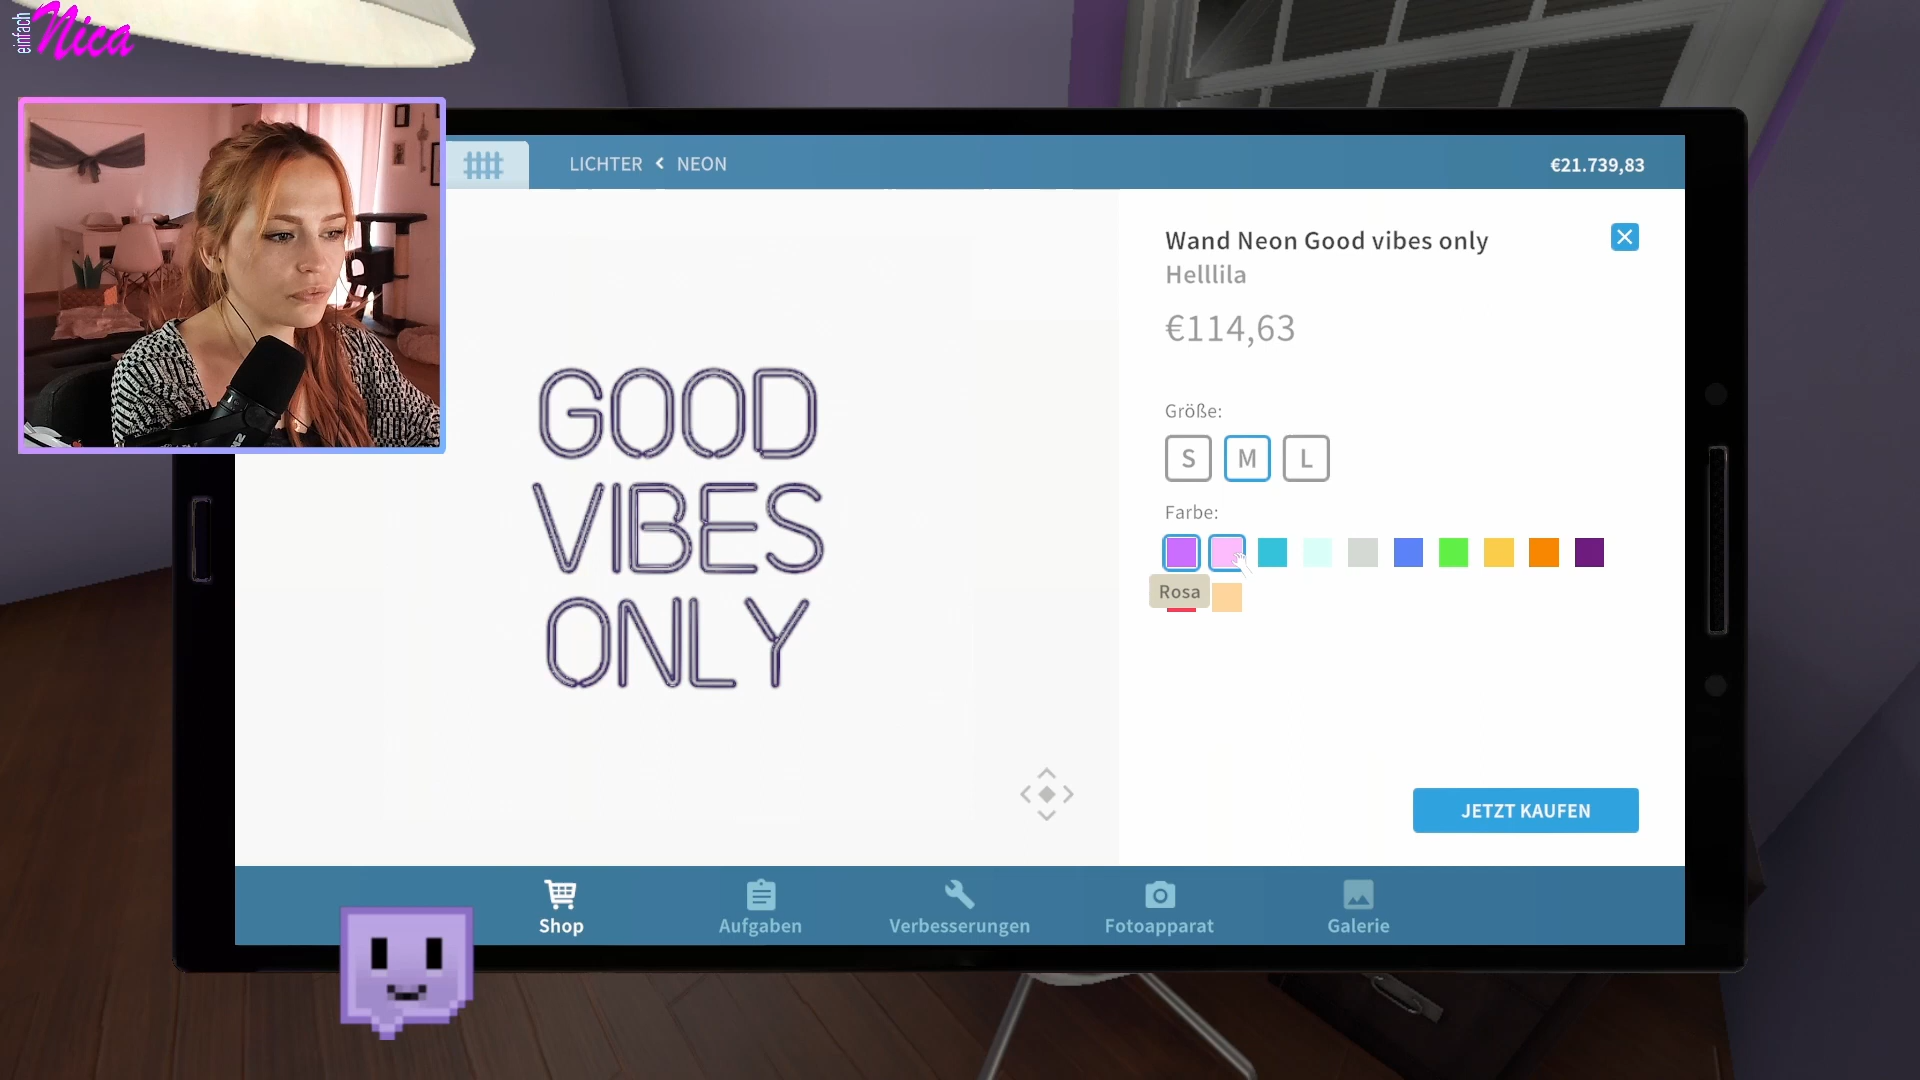 einfach
Nica
LICHTER < NEON
€21.739,83
Wand Neon Good vibes only
Helllila
€114,63
Größe:
S M L
Farbe:
Rosa
GOOD
VIBES
ONLY
JETZT KAUFEN
Shop
Aufgaben
Verbesserungen
Fotoapparat
Galerie